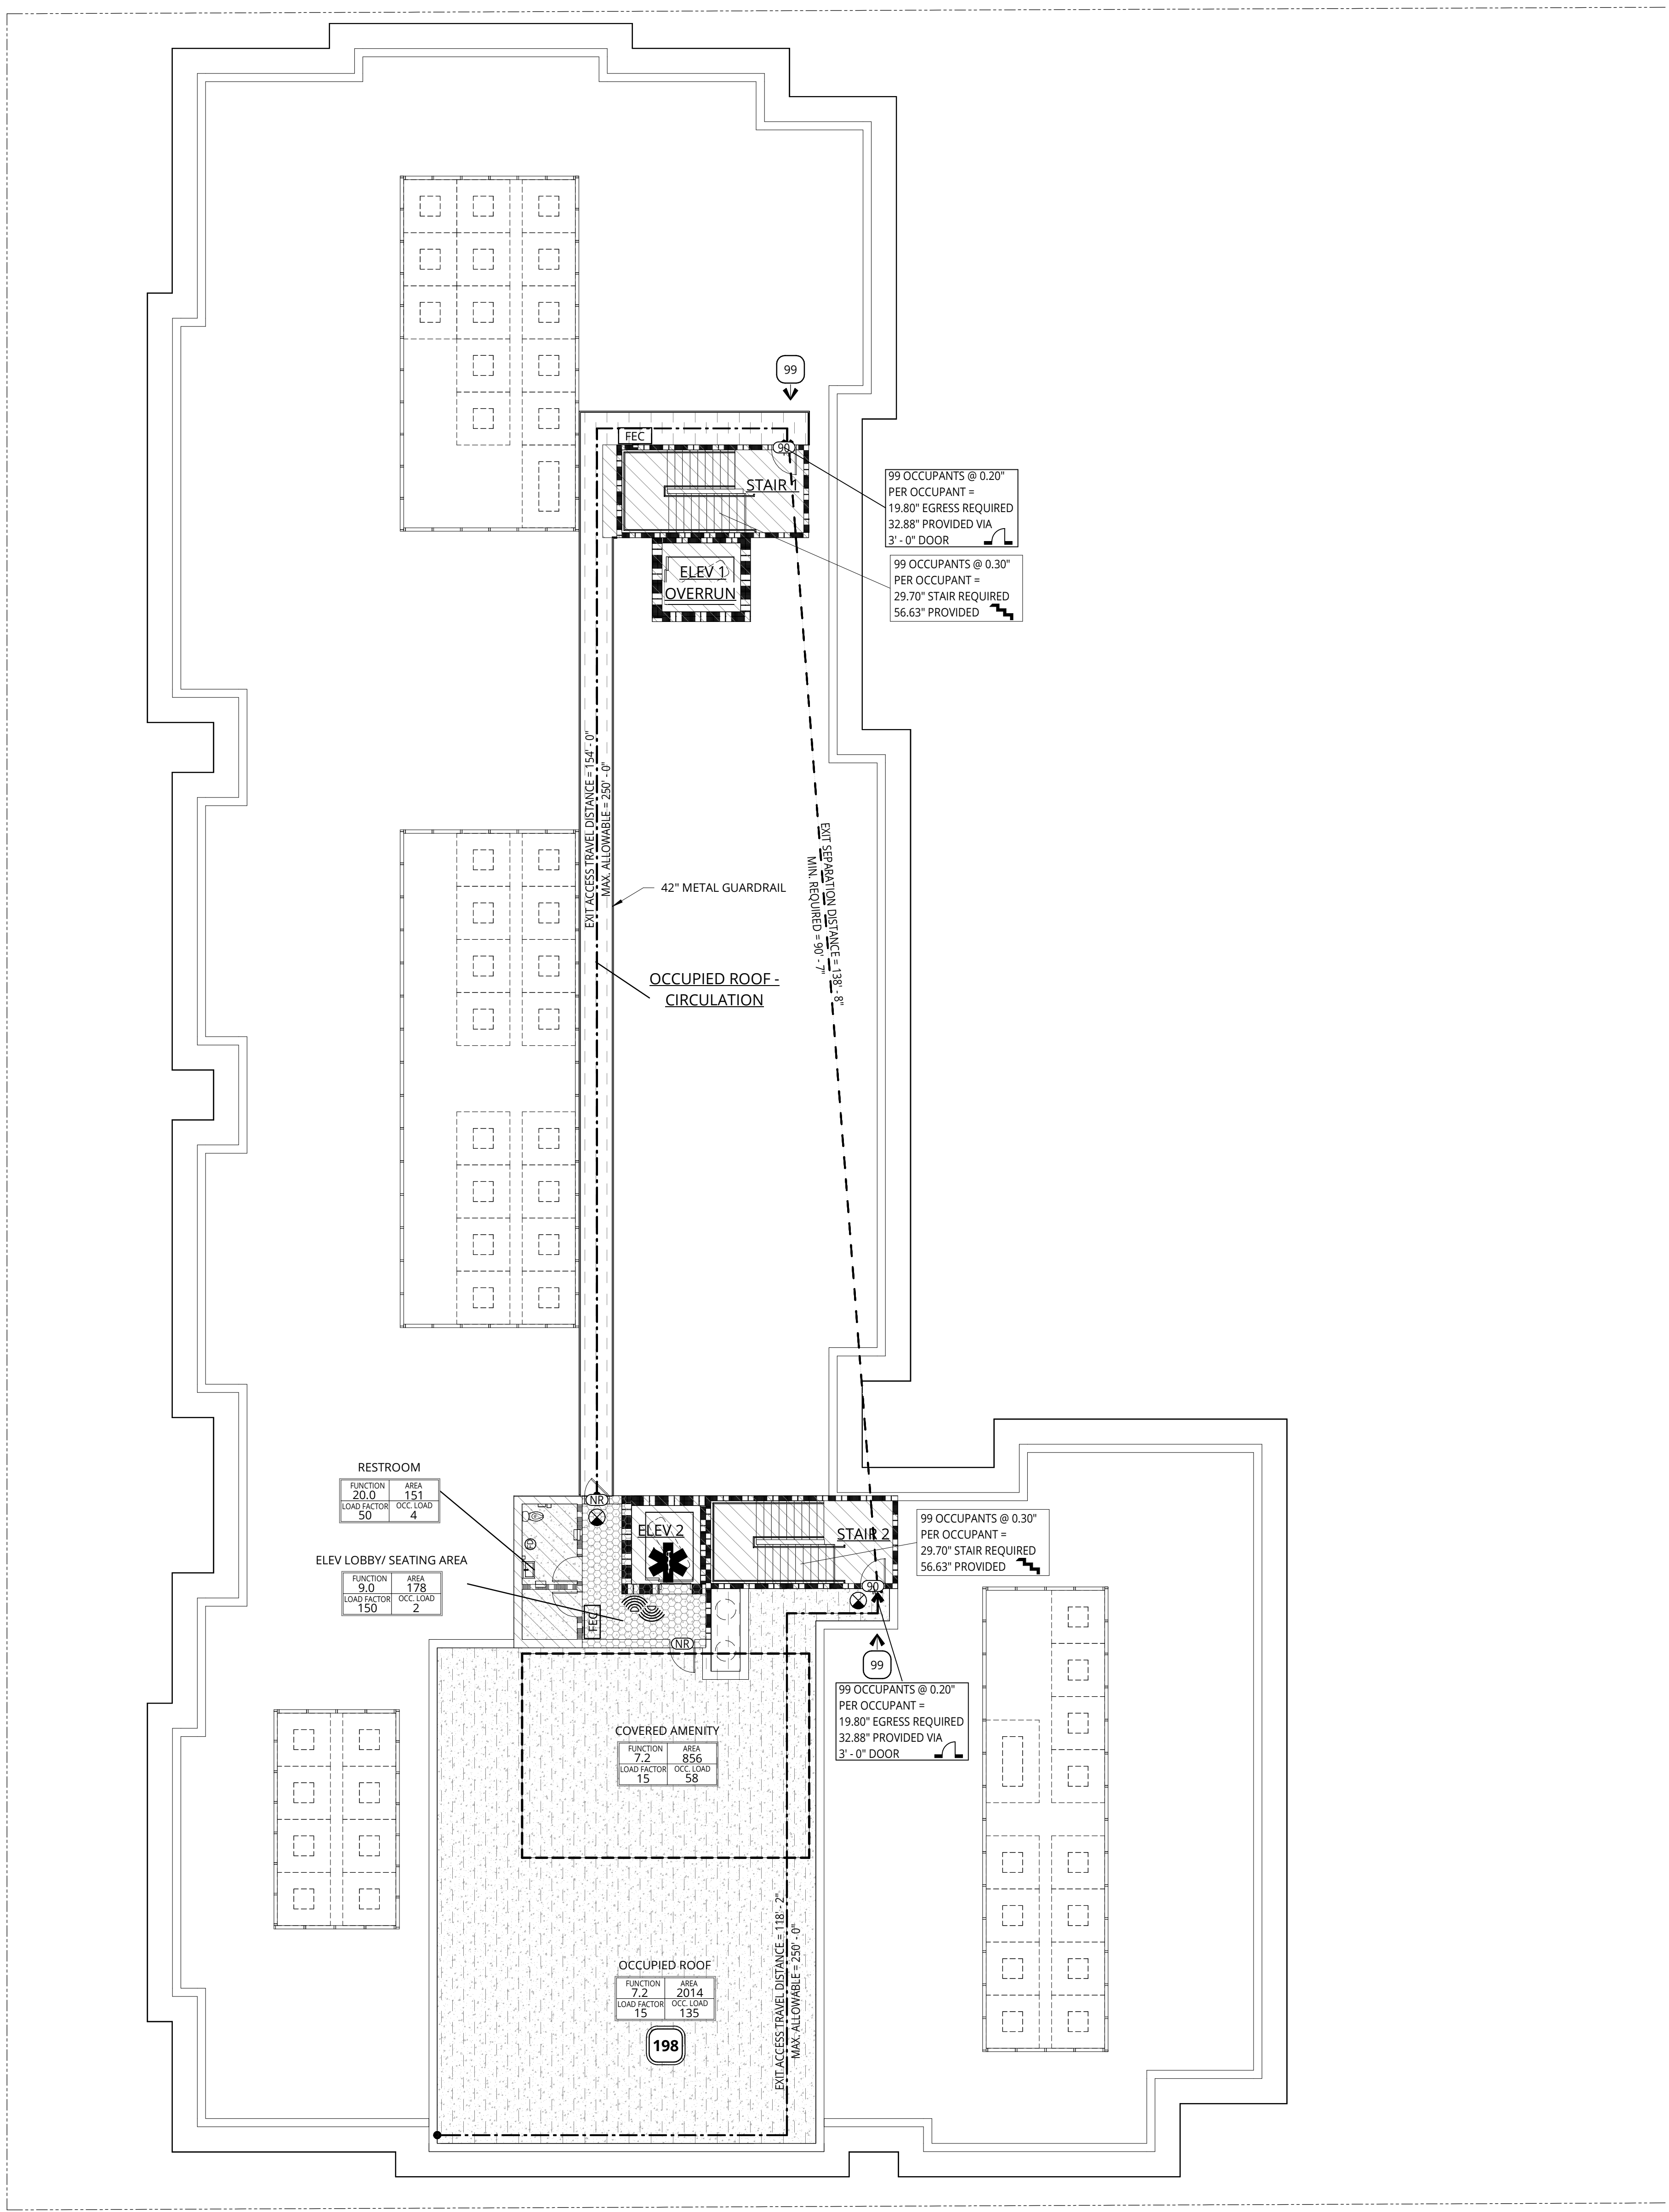 99
FEC
90
STAIR 1
99 OCCUPANTS @ 0.20"
PER OCCUPANT =
19.80" EGRESS REQUIRED
32.88" PROVIDED VIA
3' - 0" DOOR
99 OCCUPANTS @ 0.30"
PER OCCUPANT =
29.70" STAIR REQUIRED
56.63" PROVIDED
ELEV 1
OVERRUN
EXIT ACCESS TRAVEL DISTANCE = 154' - 0"
MAX. ALLOWABLE = 250' - 0"
EXIT SEPARATION DISTANCE = 138' - 8"
MIN. REQUIRED = 90' - 7"
42" METAL GUARDRAIL
OCCUPIED ROOF -
CIRCULATION
RESTROOM
FUNCTION AREA
20.0 151
LOAD FACTOR OCC. LOAD
50 4
NR
ELEV 2
STAIR 2
99 OCCUPANTS @ 0.30"
PER OCCUPANT =
29.70" STAIR REQUIRED
56.63" PROVIDED
ELEV LOBBY/ SEATING AREA
FUNCTION AREA
9.0 178
LOAD FACTOR OCC. LOAD
150 2
FEC
90
NR
99
99 OCCUPANTS @ 0.20"
PER OCCUPANT =
19.80" EGRESS REQUIRED
32.88" PROVIDED VIA
3' - 0" DOOR
COVERED AMENITY
FUNCTION AREA
7.2 856
LOAD FACTOR OCC. LOAD
15 58
OCCUPIED ROOF
FUNCTION AREA
7.2 2014
LOAD FACTOR OCC. LOAD
15 135
198
EXIT ACCESS TRAVEL DISTANCE = 118' - 2"
MAX. ALLOWABLE = 250' - 0"